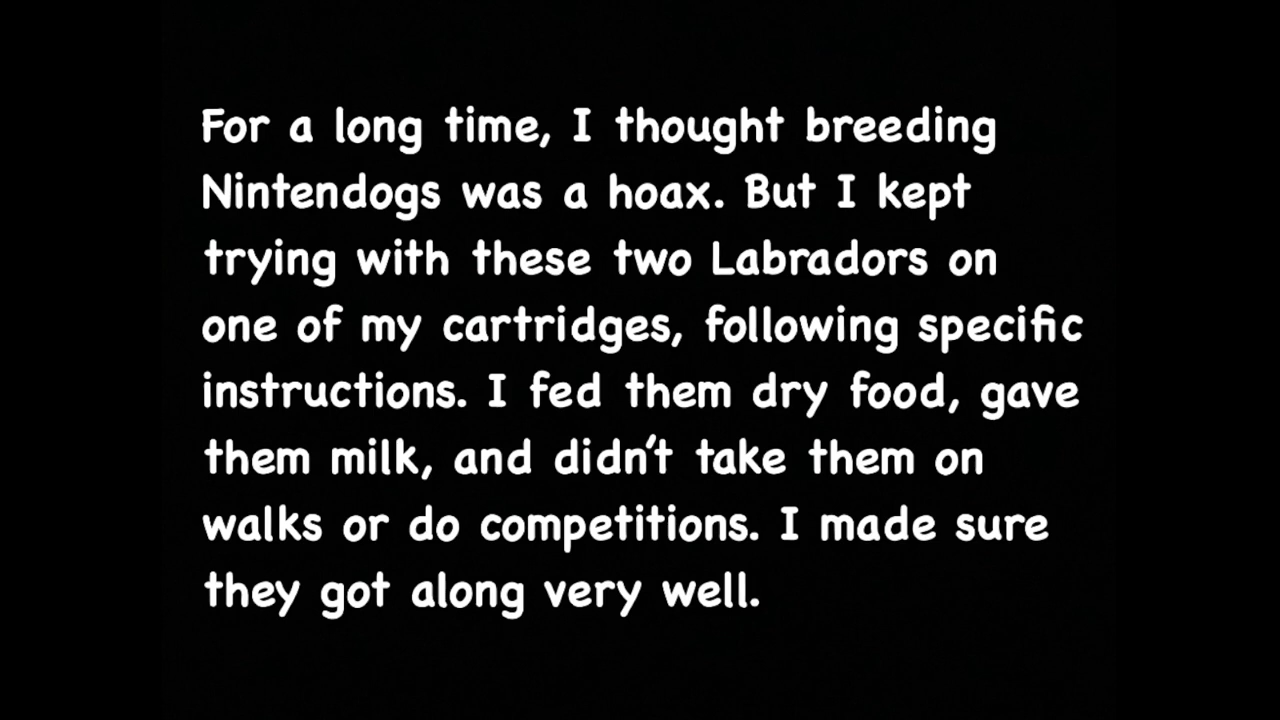 For a long time, I thought breeding
Nintendogs was a hoax. But I kept
trying with these two Labradors on
one of my cartridges, following specific
instructions. I fed them dry food, gave
them milk, and didn't take them on
walks or do competitions. I made sure
they got along very well.